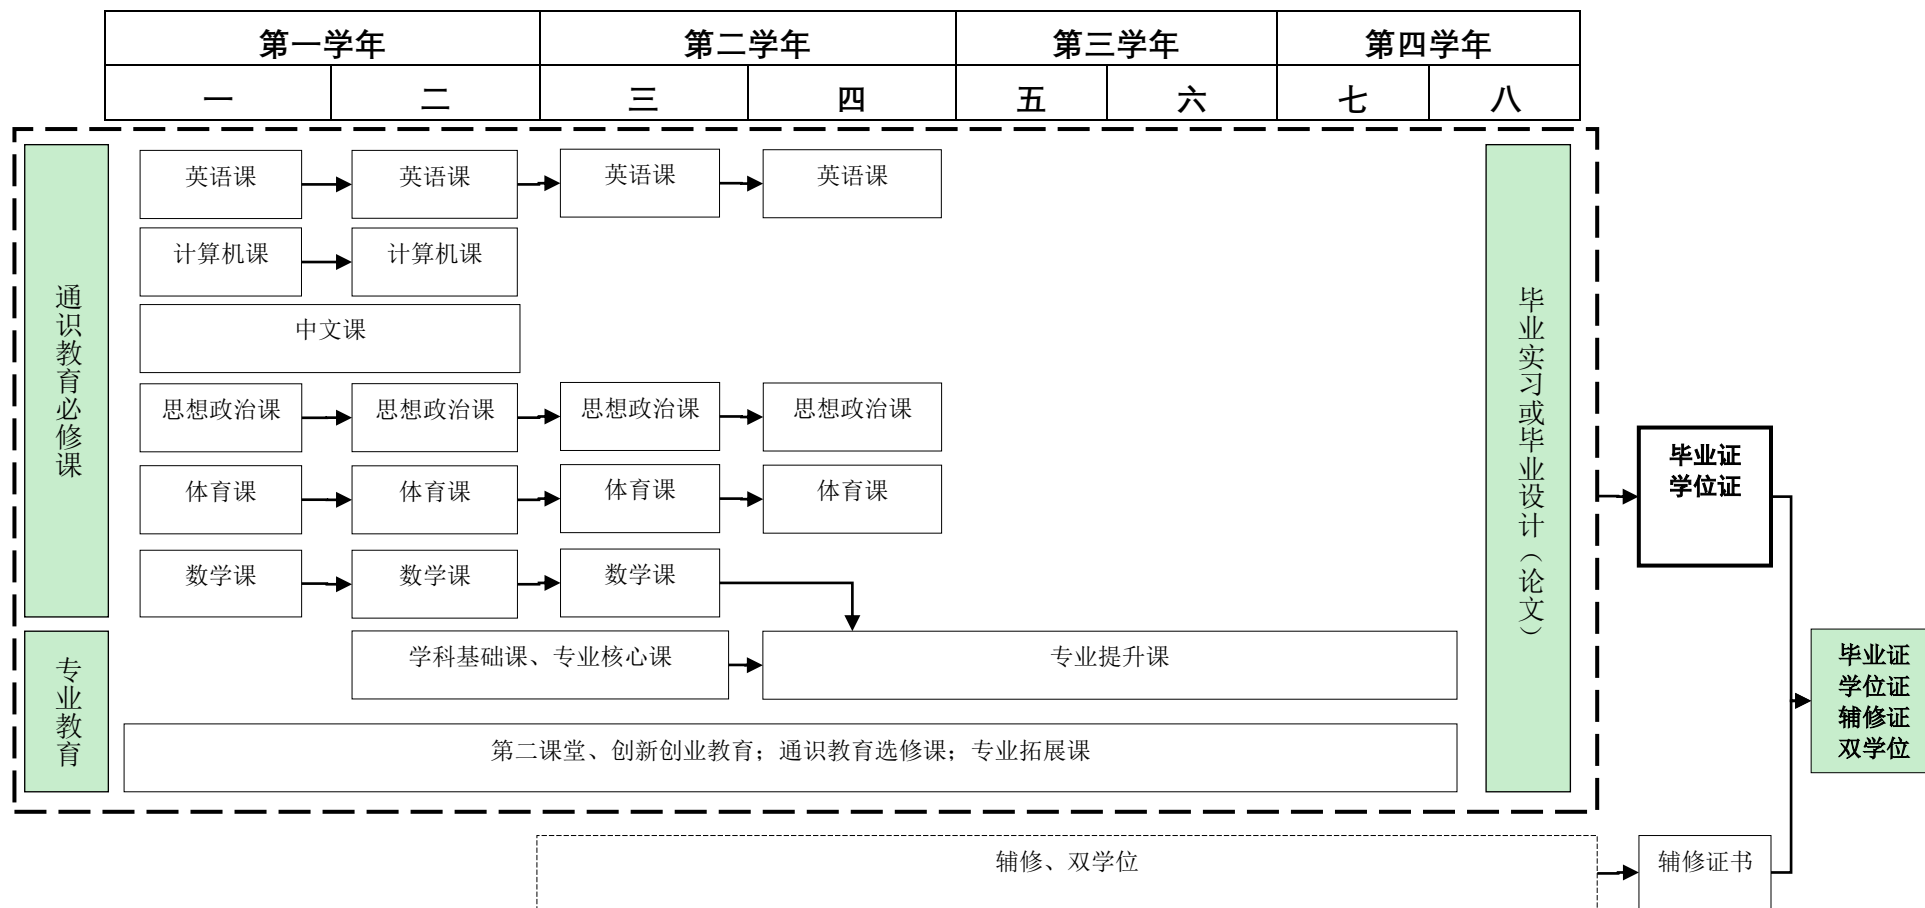 第一学年 第二学年 第三学年 第四学年
一 二 三 四 五 六 七 八
通识教育必修课
英语课 英语课 英语课 英语课
计算机课 计算机课
中文课
思想政治课 思想政治课 思想政治课 思想政治课
体育课 体育课 体育课 体育课
数学课 数学课 数学课
专业教育
学科基础课、专业核心课 专业提升课
第二课堂、创新创业教育；通识教育选修课；专业拓展课
毕业实习或毕业设计（论文）
毕业证
学位证
辅修、双学位
辅修证书
毕业证
学位证
辅修证
双学位